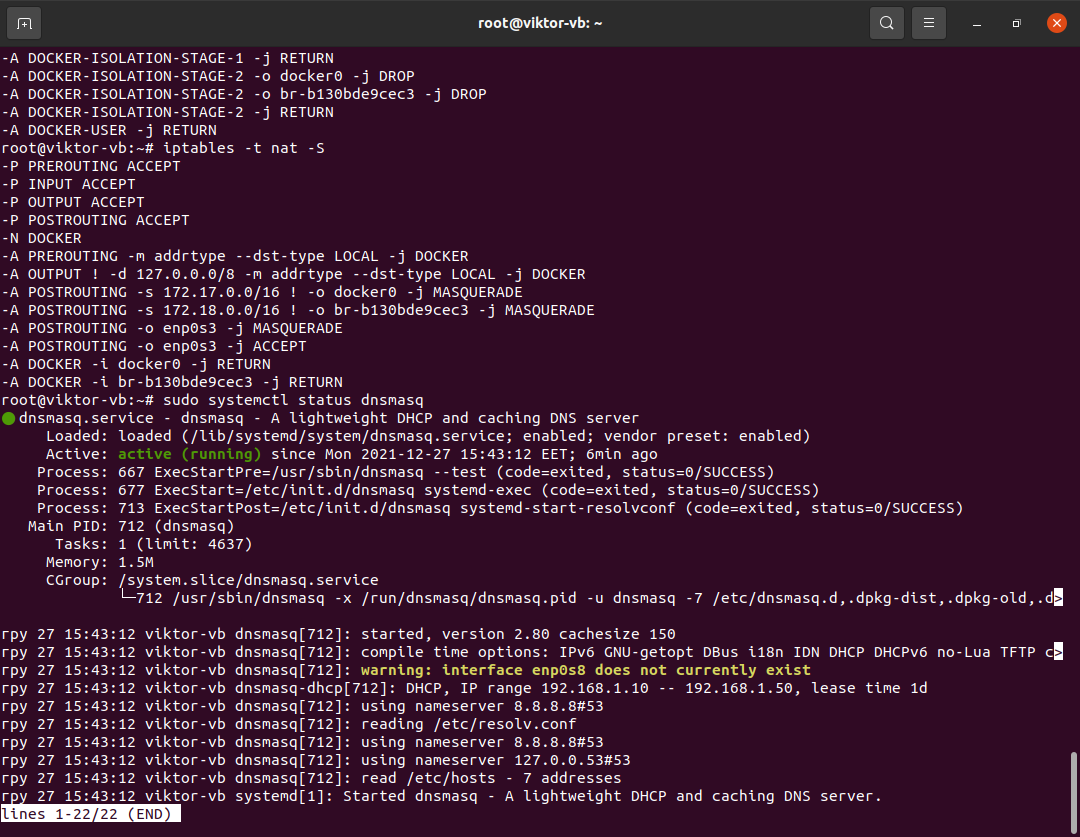 root@viktor-vb: ~
-A DOCKER-ISOLATION-STAGE-1 -j RETURN
-A DOCKER-ISOLATION-STAGE-2 -o docker0 -j DROP
-A DOCKER-ISOLATION-STAGE-2 -o br-b130bde9cec3 -j DROP
-A DOCKER-ISOLATION-STAGE-2 -j RETURN
-A DOCKER-USER -j RETURN
root@viktor-vb:~# iptables -t nat -S
-P PREROUTING ACCEPT
-P INPUT ACCEPT
-P OUTPUT ACCEPT
-P POSTROUTING ACCEPT
-N DOCKER
-A PREROUTING -m addrtype --dst-type LOCAL -j DOCKER
-A OUTPUT ! -d 127.0.0.0/8 -m addrtype --dst-type LOCAL -j DOCKER
-A POSTROUTING -s 172.17.0.0/16 ! -o docker0 -j MASQUERADE
-A POSTROUTING -s 172.18.0.0/16 ! -o br-b130bde9cec3 -j MASQUERADE
-A POSTROUTING -o enp0s3 -j MASQUERADE
-A POSTROUTING -o enp0s3 -j ACCEPT
-A DOCKER -i docker0 -j RETURN
-A DOCKER -i br-b130bde9cec3 -j RETURN
root@viktor-vb:~# sudo systemctl status dnsmasq
● dnsmasq.service - dnsmasq - A lightweight DHCP and caching DNS server
Loaded: loaded (/lib/systemd/system/dnsmasq.service; enabled; vendor preset: enabled)
Active: active (running) since Mon 2021-12-27 15:43:12 EET; 6min ago
Process: 667 ExecStartPre=/usr/sbin/dnsmasq --test (code=exited, status=0/SUCCESS)
Process: 677 ExecStart=/etc/init.d/dnsmasq systemd-exec (code=exited, status=0/SUCCESS)
Process: 713 ExecStartPost=/etc/init.d/dnsmasq systemd-start-resolvconf (code=exited, status=0/SUCCESS)
Main PID: 712 (dnsmasq)
Tasks: 1 (limit: 4637)
Memory: 1.5M
CGroup: /system.slice/dnsmasq.service
└─712 /usr/sbin/dnsmasq -x /run/dnsmasq/dnsmasq.pid -u dnsmasq -7 /etc/dnsmasq.d,.dpkg-dist,.dpkg-old,.d>
гру 27 15:43:12 viktor-vb dnsmasq[712]: started, version 2.80 cachesize 150
гру 27 15:43:12 viktor-vb dnsmasq[712]: compile time options: IPv6 GNU-getopt DBus i18n IDN DHCP DHCPv6 no-Lua TFTP c>
гру 27 15:43:12 viktor-vb dnsmasq[712]: warning: interface enp0s8 does not currently exist
гру 27 15:43:12 viktor-vb dnsmasq-dhcp[712]: DHCP, IP range 192.168.1.10 -- 192.168.1.50, lease time 1d
гру 27 15:43:12 viktor-vb dnsmasq[712]: using nameserver 8.8.8.8#53
гру 27 15:43:12 viktor-vb dnsmasq[712]: reading /etc/resolv.conf
гру 27 15:43:12 viktor-vb dnsmasq[712]: using nameserver 8.8.8.8#53
гру 27 15:43:12 viktor-vb dnsmasq[712]: using nameserver 127.0.0.53#53
гру 27 15:43:12 viktor-vb dnsmasq[712]: read /etc/hosts - 7 addresses
гру 27 15:43:12 viktor-vb systemd[1]: Started dnsmasq - A lightweight DHCP and caching DNS server.
lines 1-22/22 (END)